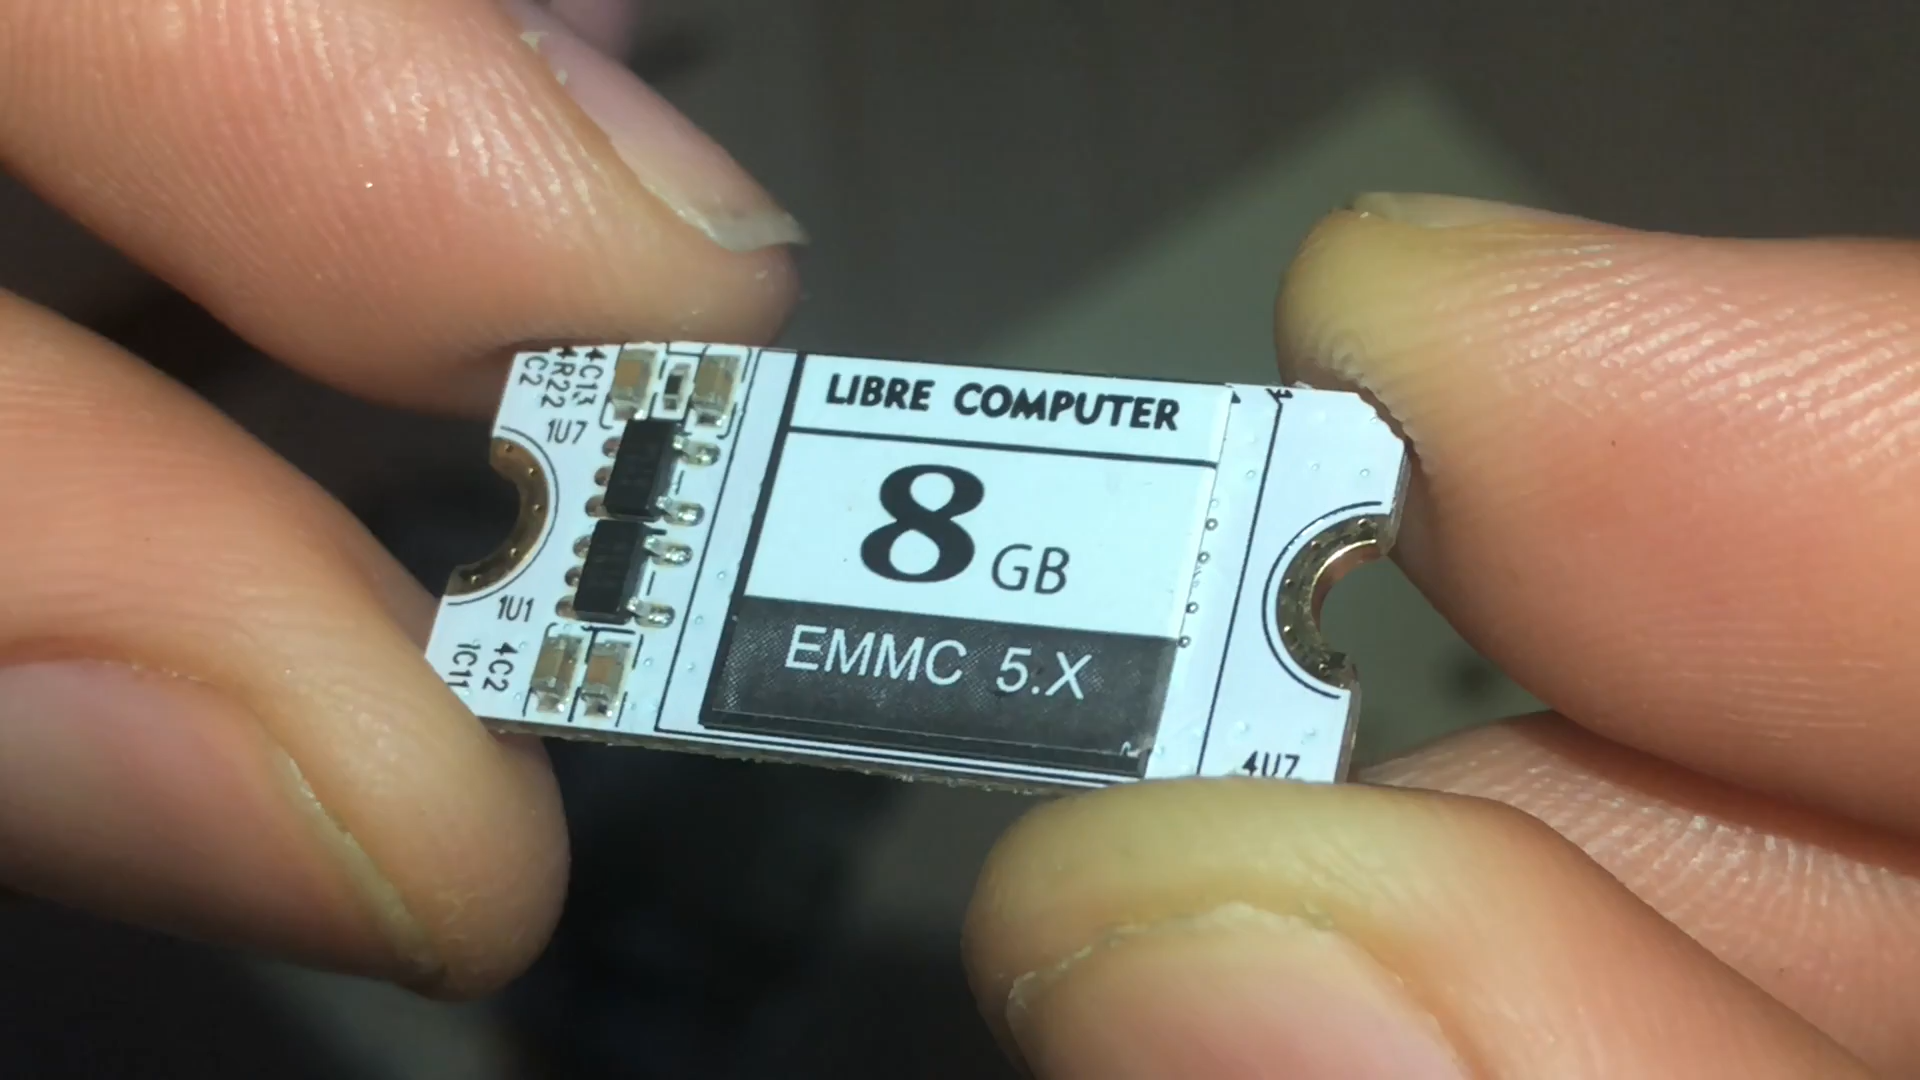 LIBRE COMPUTER
8 GB
EMMC 5.X
4C13
4R22
C2
1U7
1U1
4C2
1C11
4U7